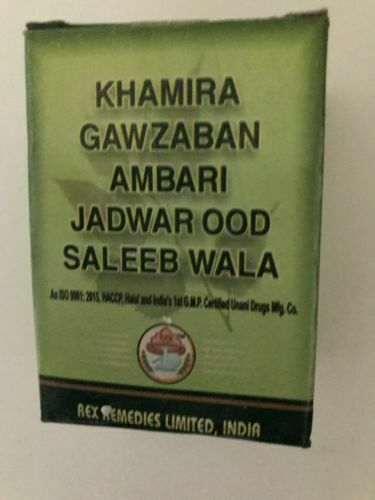 KHAMIRA
GAWZABAN
AMBARI
JADWAR OOD
SALEEB WALA
An ISO 9001: 2015, HACCP, Halal and India's 1st G.M.P. Certified Unani Drugs Mfg. Co.
REX REMEDIES LIMITED, INDIA